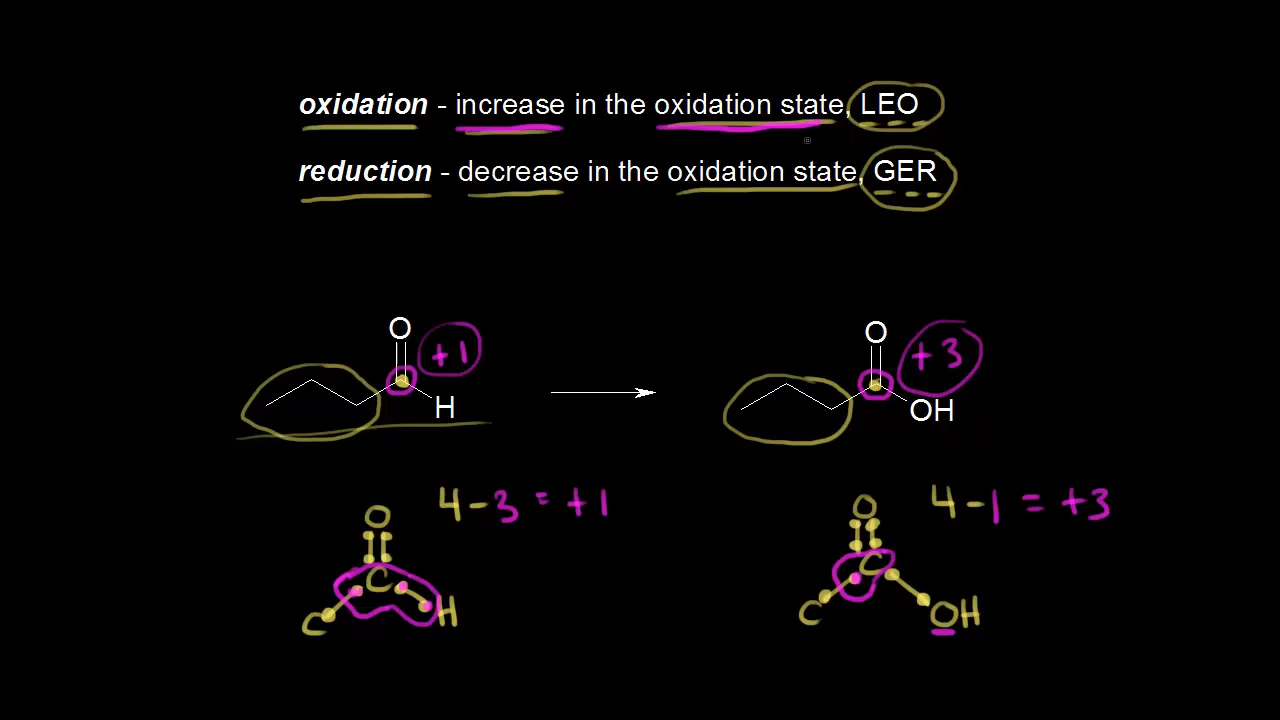 oxidation - increase in the oxidation state, LEO
reduction - decrease in the oxidation state, GER
O +1 O +3
H OH
4 - 3 = +1 4 - 1 = +3
O O
C C
C H C OH